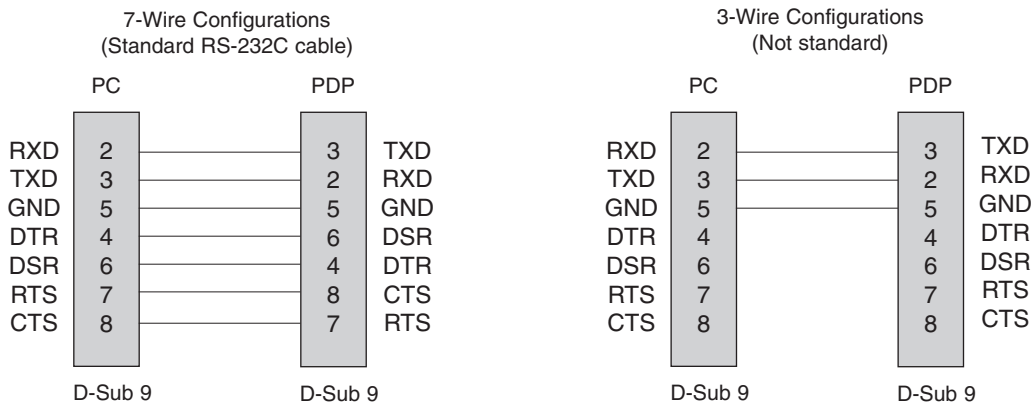 7-Wire Configurations
(Standard RS-232C cable)
PC PDP
RXD 2 3 TXD
TXD 3 2 RXD
GND 5 5 GND
DTR 4 6 DSR
DSR 6 4 DTR
RTS 7 8 CTS
CTS 8 7 RTS
D-Sub 9 D-Sub 9
3-Wire Configurations
(Not standard)
PC PDP
RXD 2 3 TXD
TXD 3 2 RXD
GND 5 5 GND
DTR 4 4 DTR
DSR 6 6 DSR
RTS 7 7 RTS
CTS 8 8 CTS
D-Sub 9 D-Sub 9